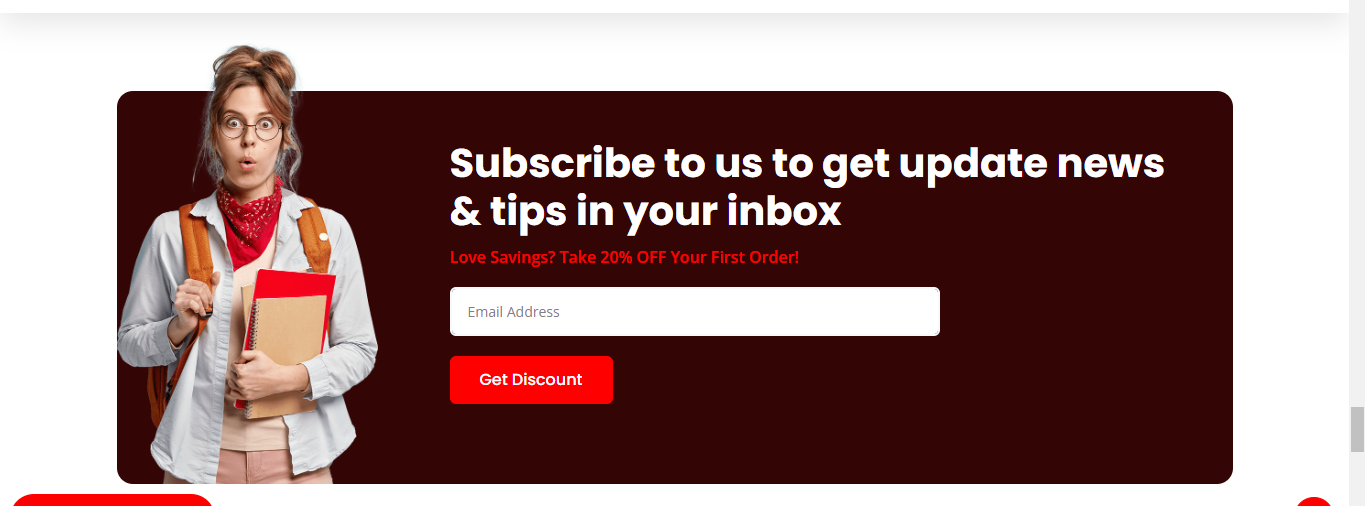 Subscribe to us to get update news
& tips in your inbox
Love Savings? Take 20% OFF Your First Order!
Email Address
Get Discount